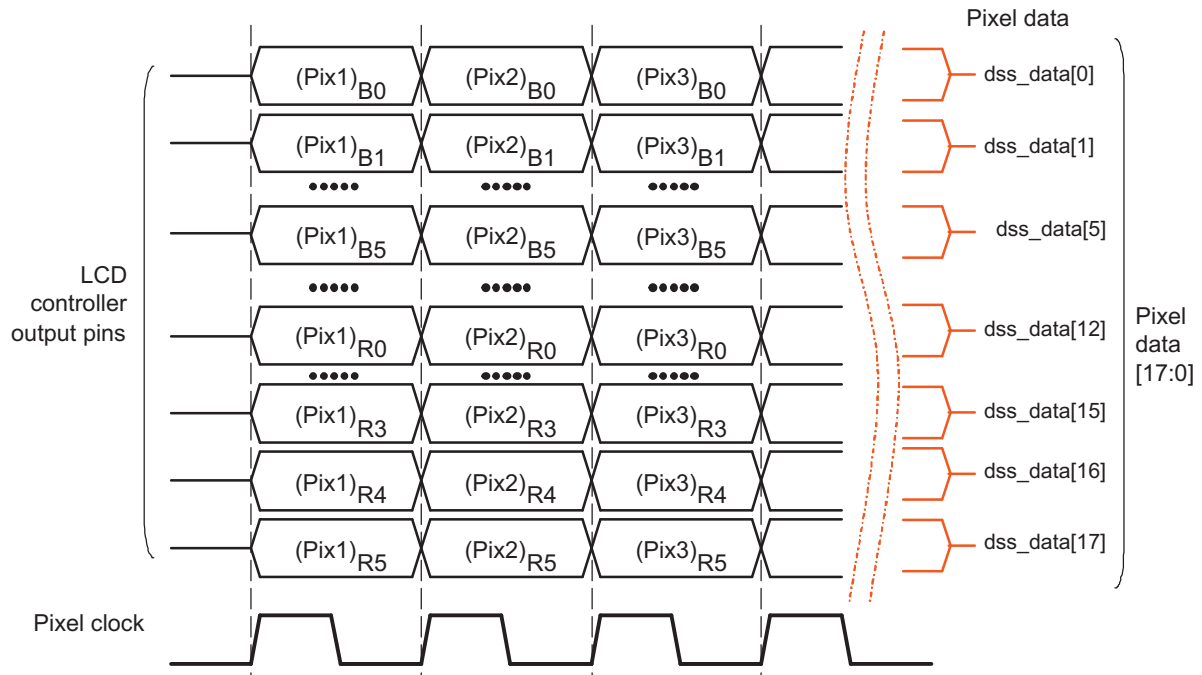 Pixel data
(Pix1)B0 (Pix2)B0 (Pix3)B0 dss_data[0]
(Pix1)B1 (Pix2)B1 (Pix3)B1 dss_data[1]
(Pix1)B5 (Pix2)B5 (Pix3)B5 dss_data[5]
LCD
controller
output pins
(Pix1)R0 (Pix2)R0 (Pix3)R0 dss_data[12]
Pixel
data
[17:0]
(Pix1)R3 (Pix2)R3 (Pix3)R3 dss_data[15]
(Pix1)R4 (Pix2)R4 (Pix3)R4 dss_data[16]
(Pix1)R5 (Pix2)R5 (Pix3)R5 dss_data[17]
Pixel clock